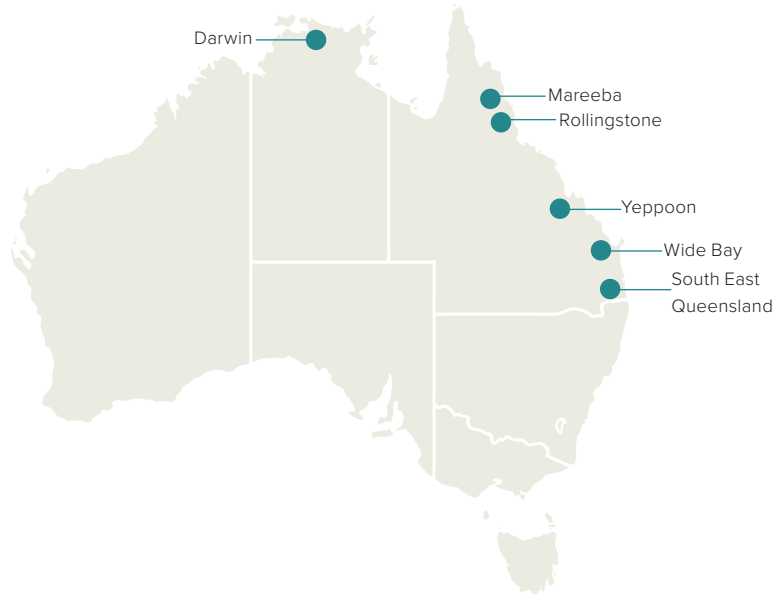 Darwin
Mareeba
Rollingstone
Yeppoon
Wide Bay
South East
Queensland